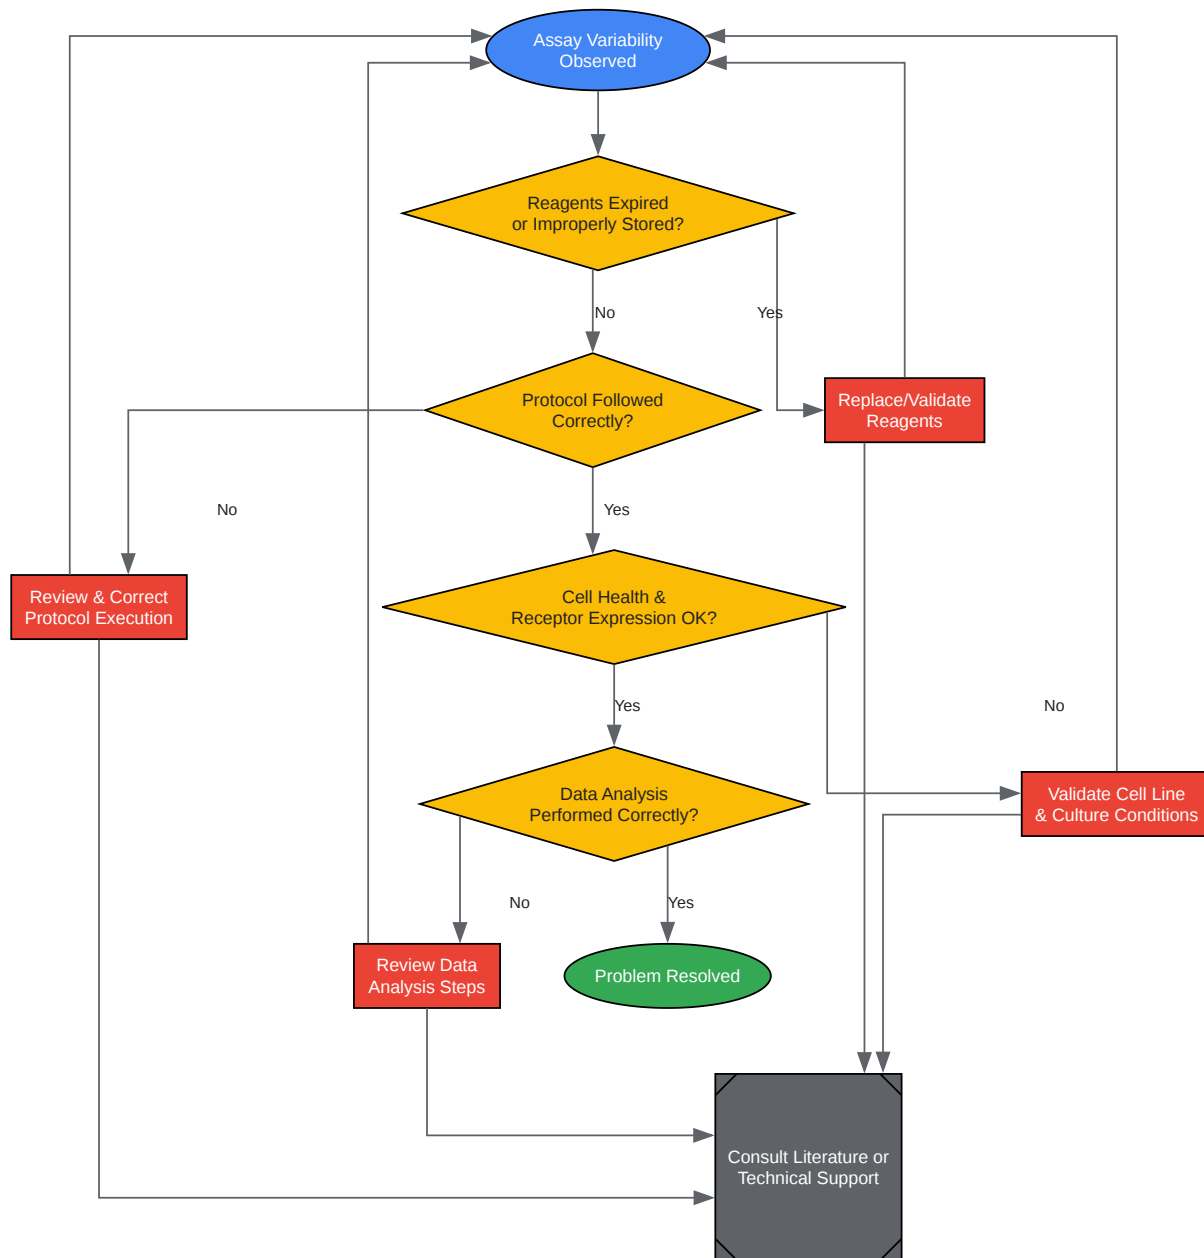 Assay Variability
Observed
Reagents Expired
or Improperly Stored?
No
Yes
Protocol Followed
Correctly?
Replace/Validate
Reagents
No
Yes
Review & Correct
Protocol Execution
Cell Health &
Receptor Expression OK?
Yes
No
Data Analysis
Performed Correctly?
Validate Cell Line
& Culture Conditions
No
Yes
Review Data
Analysis Steps
Problem Resolved
Consult Literature or
Technical Support